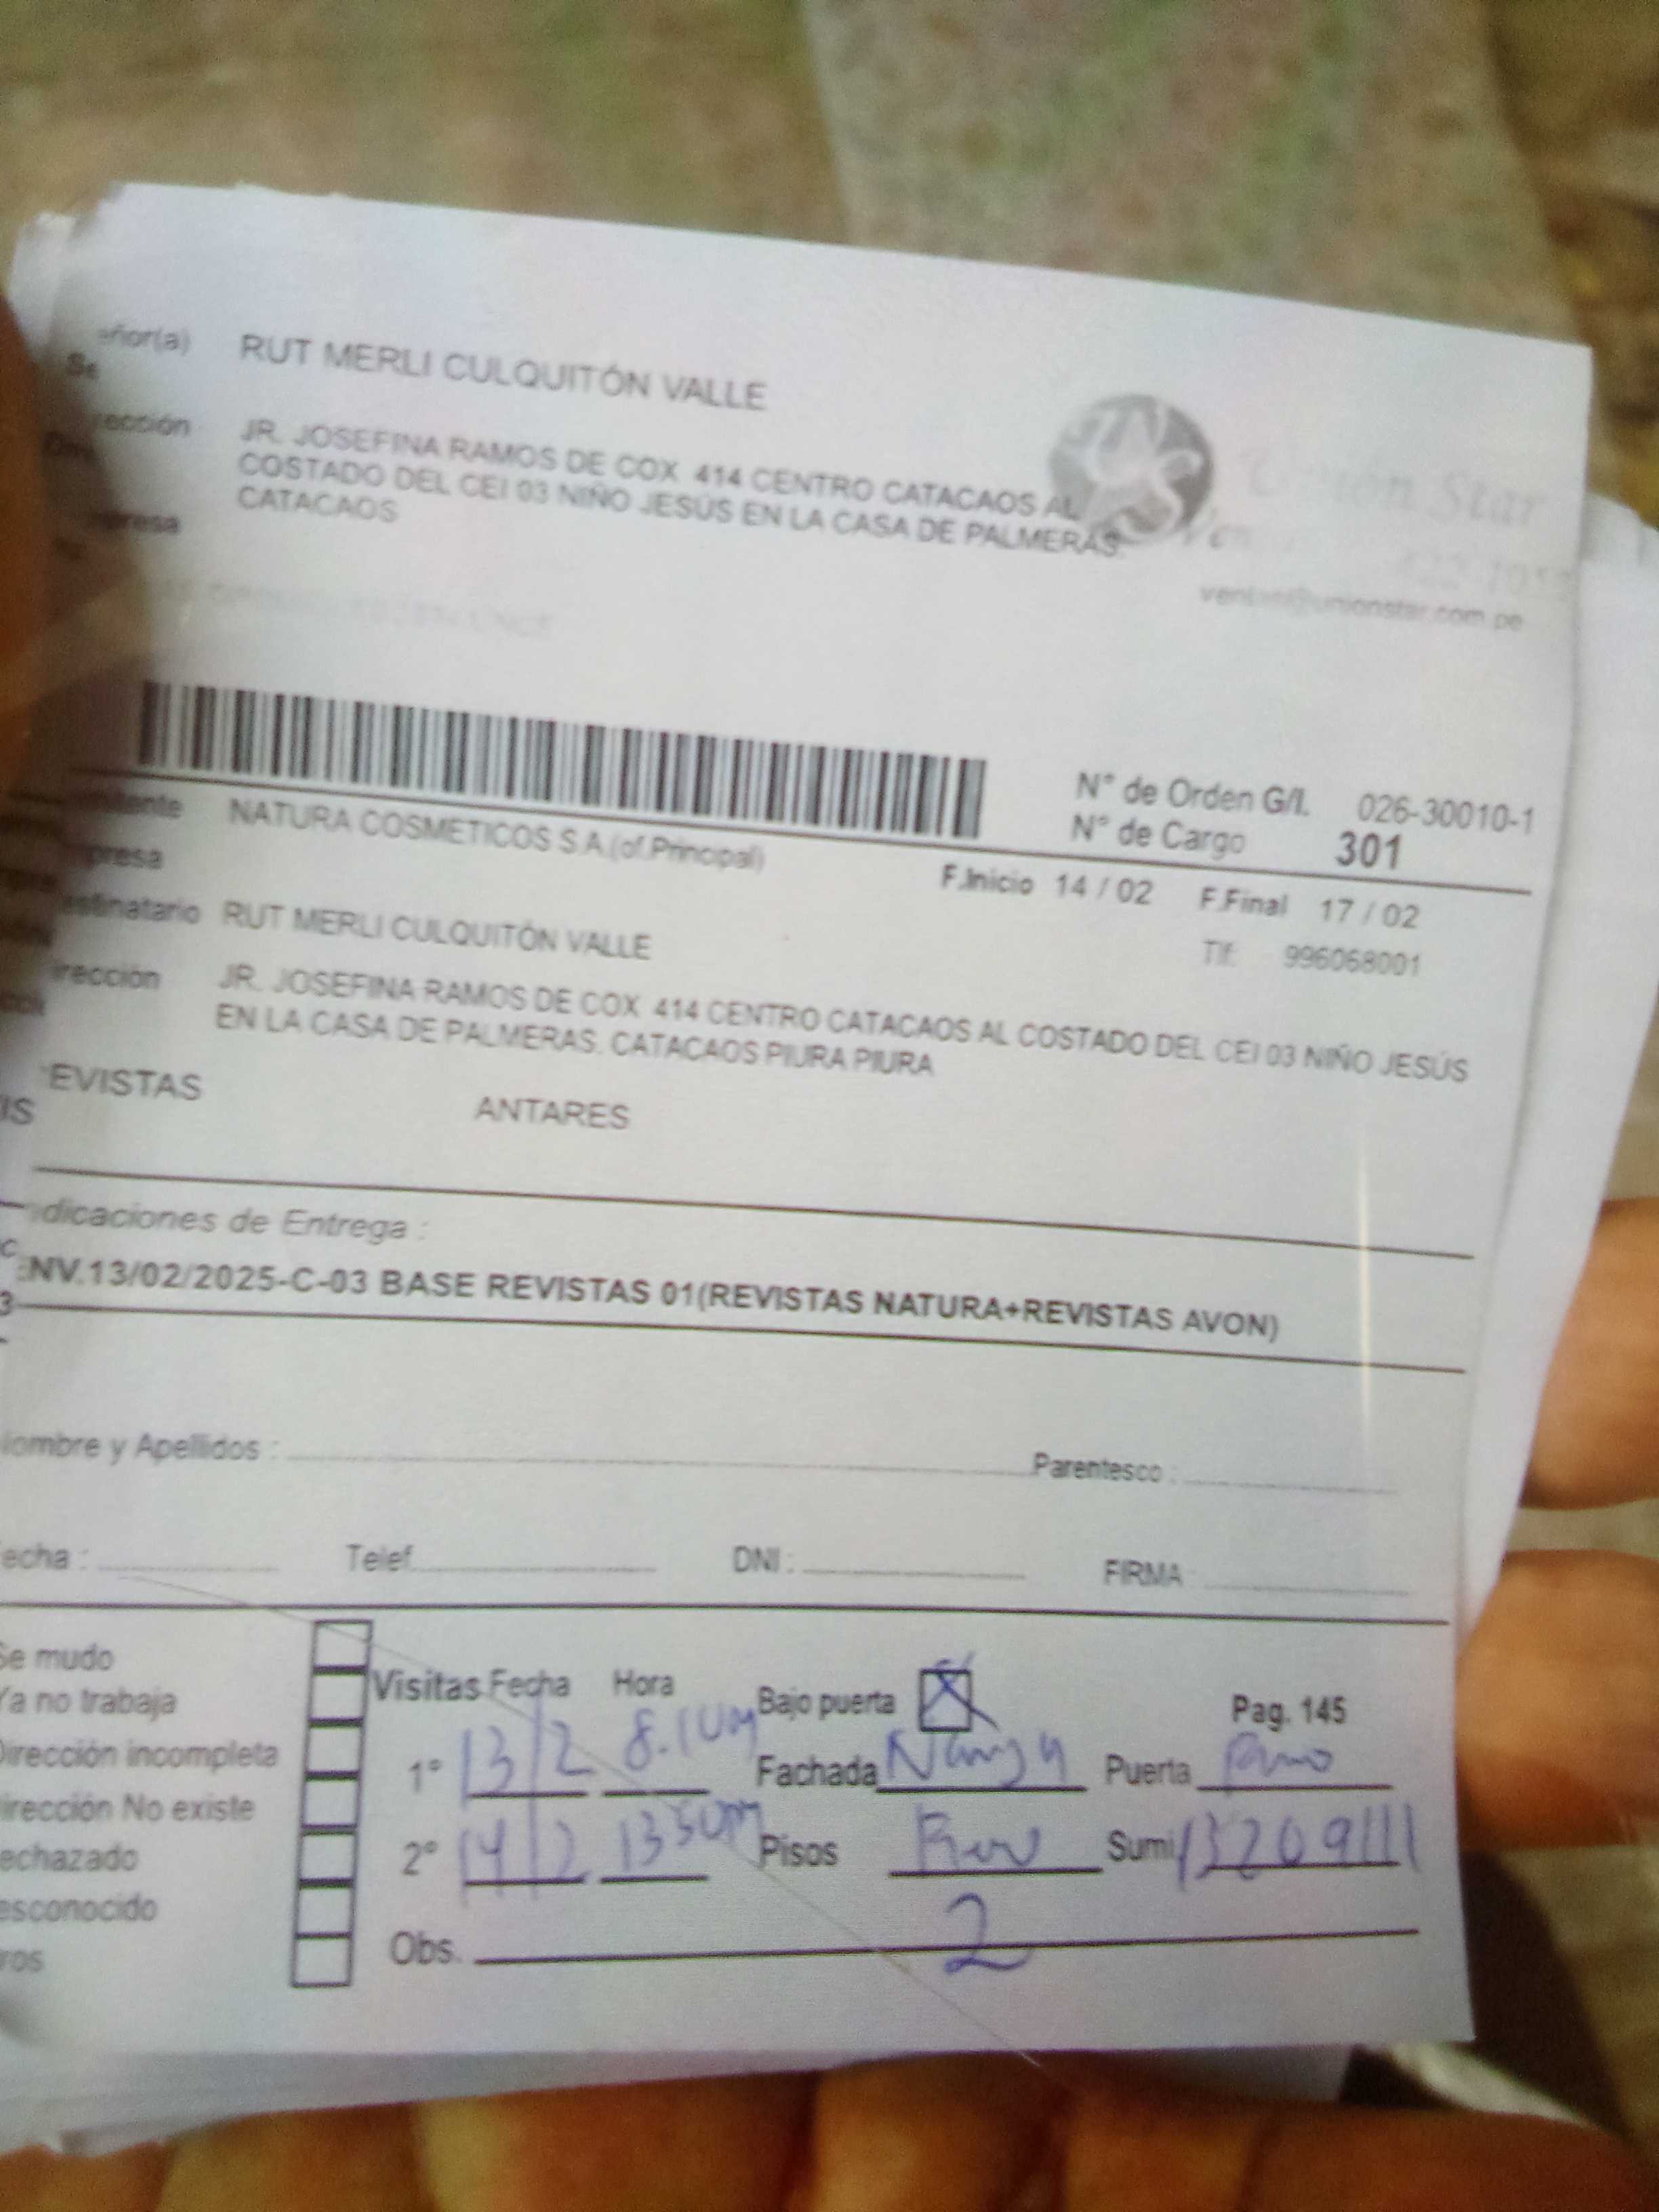 RUT MERLI CULQUITÓN VALLE
JR. JOSEFINA RAMOS DE COX 414 CENTRO CATACAOS AL
COSTADO DEL CEI 03 NIÑO JESÚS EN LA CASA DE PALMERAS.
CATACAOS
Unión Star
ventas@unionstar.com.pe
N° de Orden G/I. 026-30010-1
N° de Cargo 301
NATURA COSMETICOS S.A.(of.Principal)
F.Inicio 14 / 02 F.Final 17 / 02
RUT MERLI CULQUITÓN VALLE
Tlf: 996068001
JR. JOSEFINA RAMOS DE COX 414 CENTRO CATACAOS AL COSTADO DEL CEI 03 NIÑO JESÚS
EN LA CASA DE PALMERAS. CATACAOS PIURA PIURA
EVISTAS ANTARES
dicaciones de Entrega :
ENV.13/02/2025-C-03 BASE REVISTAS 01(REVISTAS NATURA+REVISTAS AVON)
ombre y Apellidos : Parentesco :
echa : Telef. DNI : FIRMA
Se mudo
Ya no trabaja
Dirección incompleta
irección No existe
echazado
esconocido
ros
Visitas Fecha Hora Bajo puerta X Pag. 145
1° 13/2 Fachada Puerta
2° 14/2 Pisos 2 Sumi 13209111
Obs.